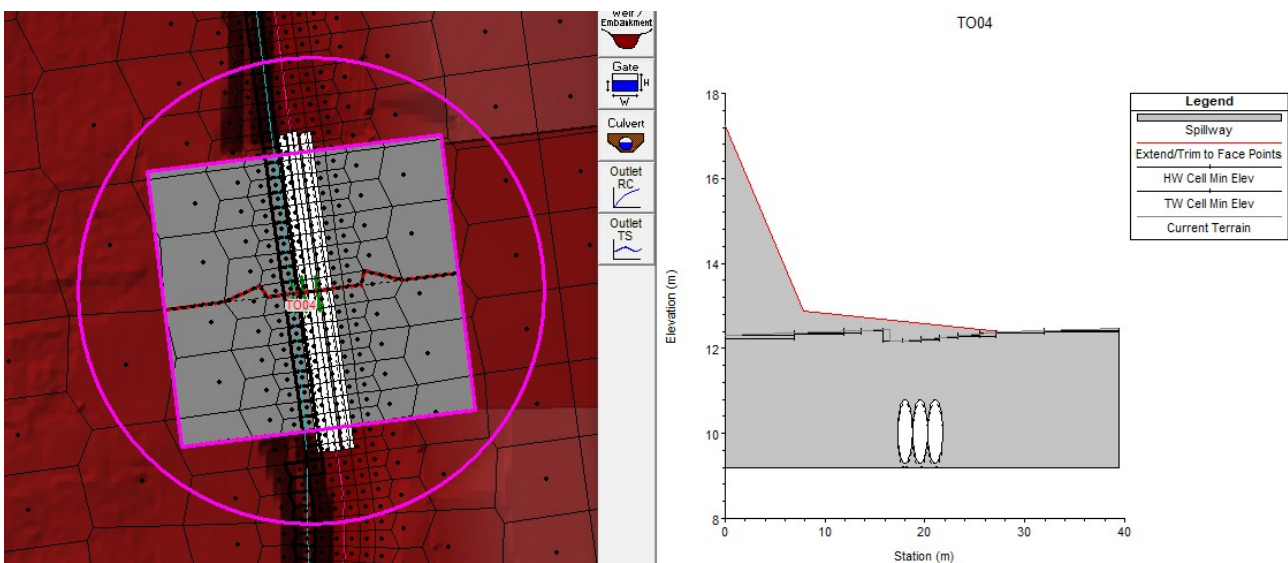 Weir /
Embankment
Gate
H
W
Culvert
Outlet
RC
Outlet
TS
TO04
TO04
18
16
14
12
10
8
Elevation (m)
0
10
20
30
40
Station (m)
Legend
Spillway
Extend/Trim to Face Points
HW Cell Min Elev
TW Cell Min Elev
Current Terrain